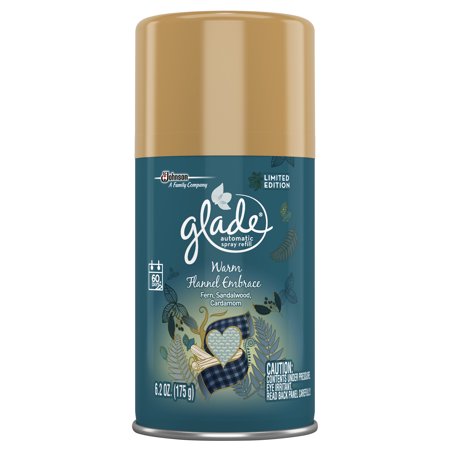 SC Johnson
A Family Company
LIMITED
EDITION
glade®
automatic
spray refill
Warm
Flannel Embrace
Fern, Sandalwood,
Cardamom
60
6.2 OZ. (175 g)
CAUTION:
CONTENTS UNDER PRESSURE.
EYE IRRITANT.
READ BACK PANEL CAREFULLY.